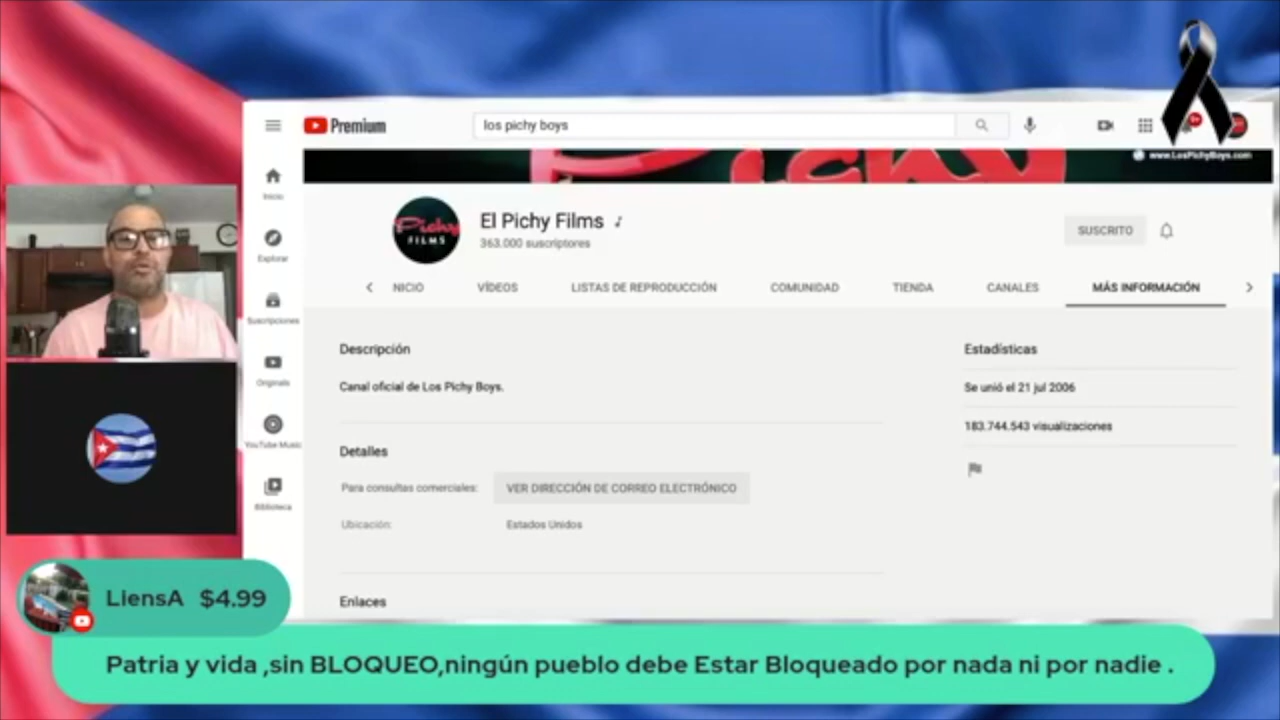 Premium
los pichy boys
9+
Pichy
www.LosPichyBoys.com
Inicio
Explorar
Suscripciones
Originals
YouTube Music
Biblioteca
Pichy
FILMS
El Pichy Films
363.000 suscriptores
SUSCRITO
INICIO
VÍDEOS
LISTAS DE REPRODUCCIÓN
COMUNIDAD
TIENDA
CANALES
MÁS INFORMACIÓN
Descripción
Canal oficial de Los Pichy Boys.
Detalles
Para consultas comerciales: VER DIRECCIÓN DE CORREO ELECTRÓNICO
Ubicación: Estados Unidos
Enlaces
Estadísticas
Se unió el 21 jul 2006
183.744.543 visualizaciones
LiensA $4.99
Patria y vida ,sin BLOQUEO,ningún pueblo debe Estar Bloqueado por nada ni por nadie .